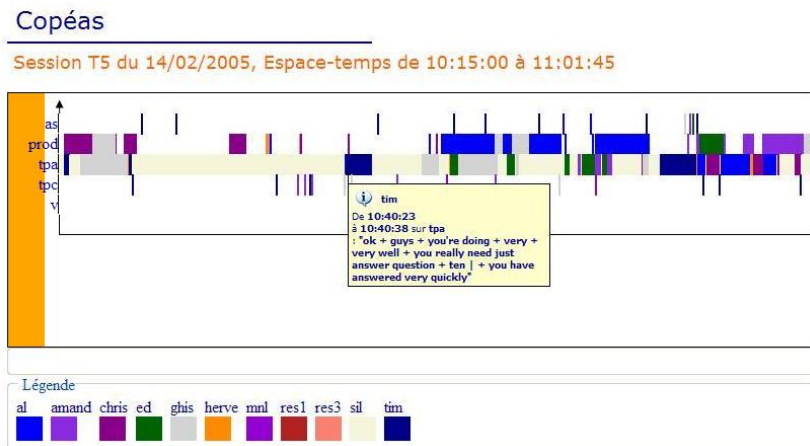 Copéas
Session T5 du 14/02/2005, Espace-temps de 10:15:00 à 11:01:45
as
prod
tpa
tpc
v
tim
De 10:40:23
à 10:40:38 sur tpa
: "ok + guys + you're doing + very +
very well + you really need just
answer question + ten | + you have
answered very quickly"
Légende
al amand chris ed ghis herve mnl res1 res3 sil tim